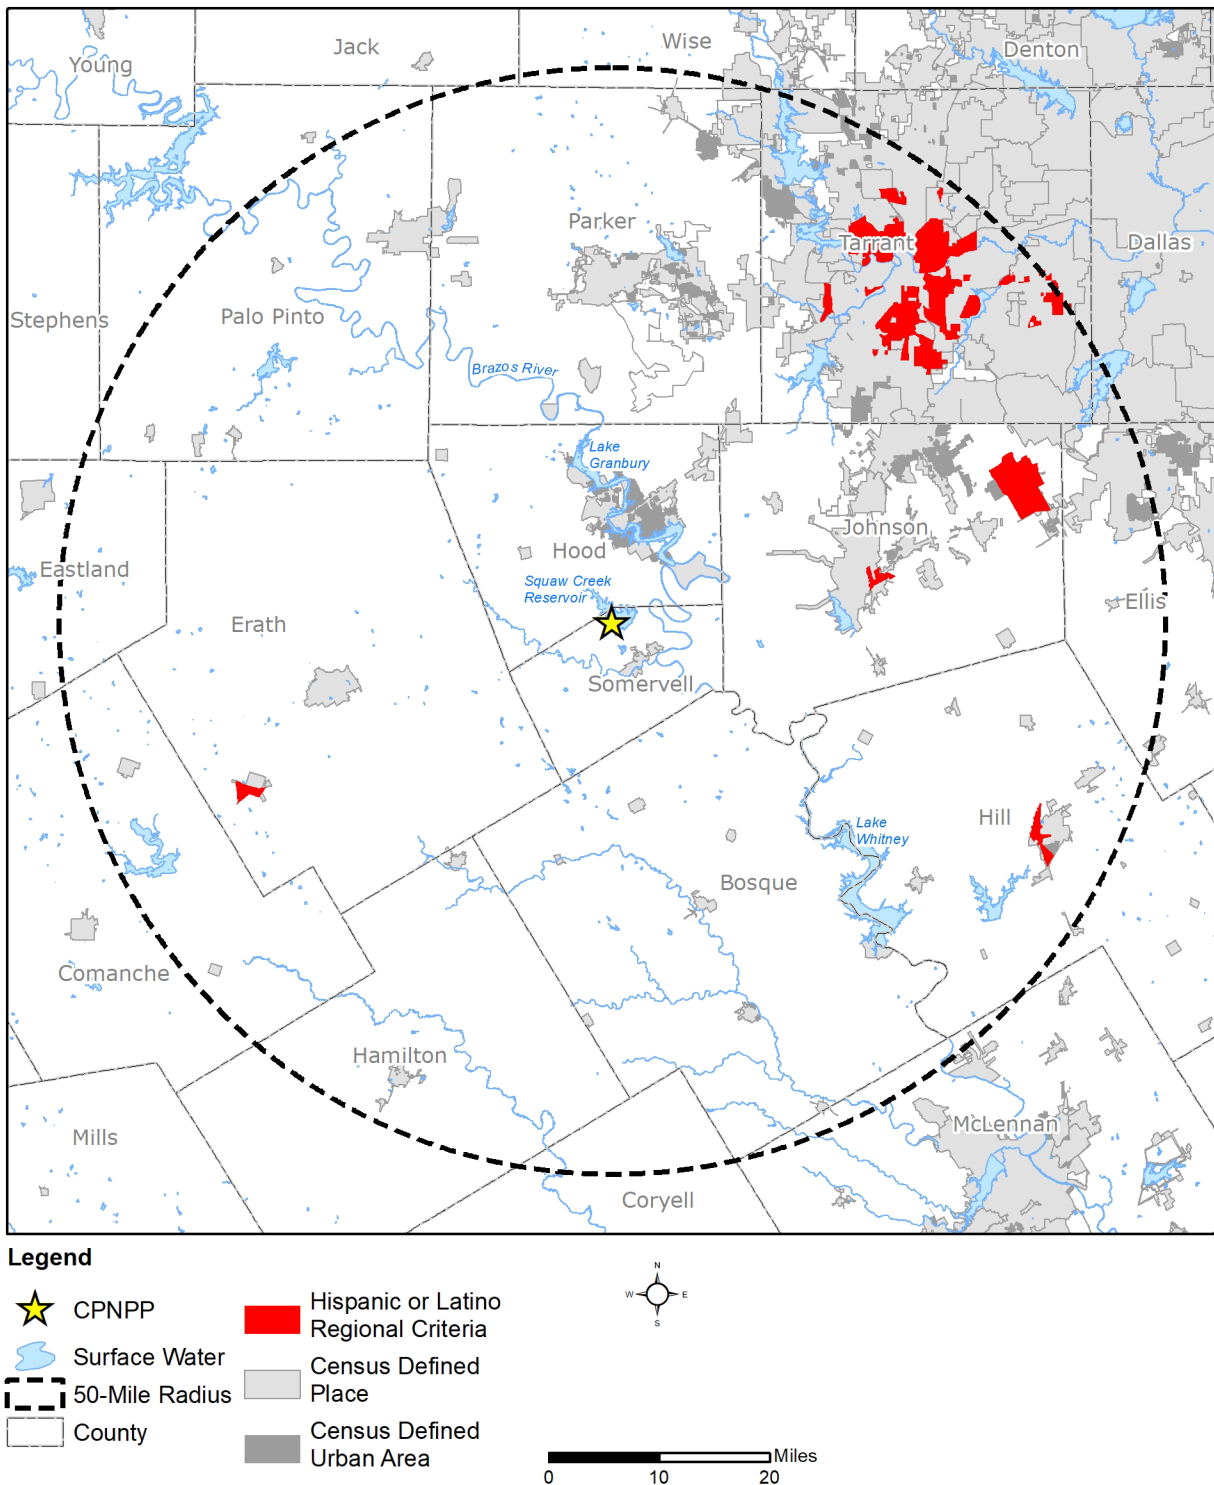 Jack
Wise
Denton
Young
Parker
Tarrant
Dallas
Stephens
Palo Pinto
Brazos River
Lake
Granbury
Johnson
Hood
Eastland
Squaw Creek
Reservoir
Ellis
Erath
Somervell
Lake
Whitney
Hill
Bosque
Comanche
Hamilton
McLennan
Mills
Coryell
Legend
CPNPP
Surface Water
50-Mile Radius
County
Hispanic or Latino
Regional Criteria
Census Defined
Place
Census Defined
Urban Area
N
W
E
S
Miles
0
10
20